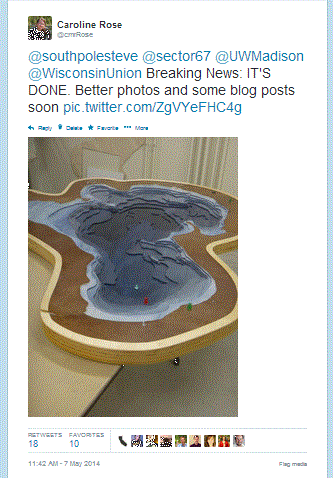 Caroline Rose
@cmrRose
@southpolesteve @sector67 @UWMadison
@WisconsinUnion Breaking News: IT'S
DONE. Better photos and some blog posts
soon pic.twitter.com/ZgVYeFHC4g
Reply Delete Favorite More
RETWEETS FAVORITES
18 10
11:42 AM - 7 May 2014 Flag media